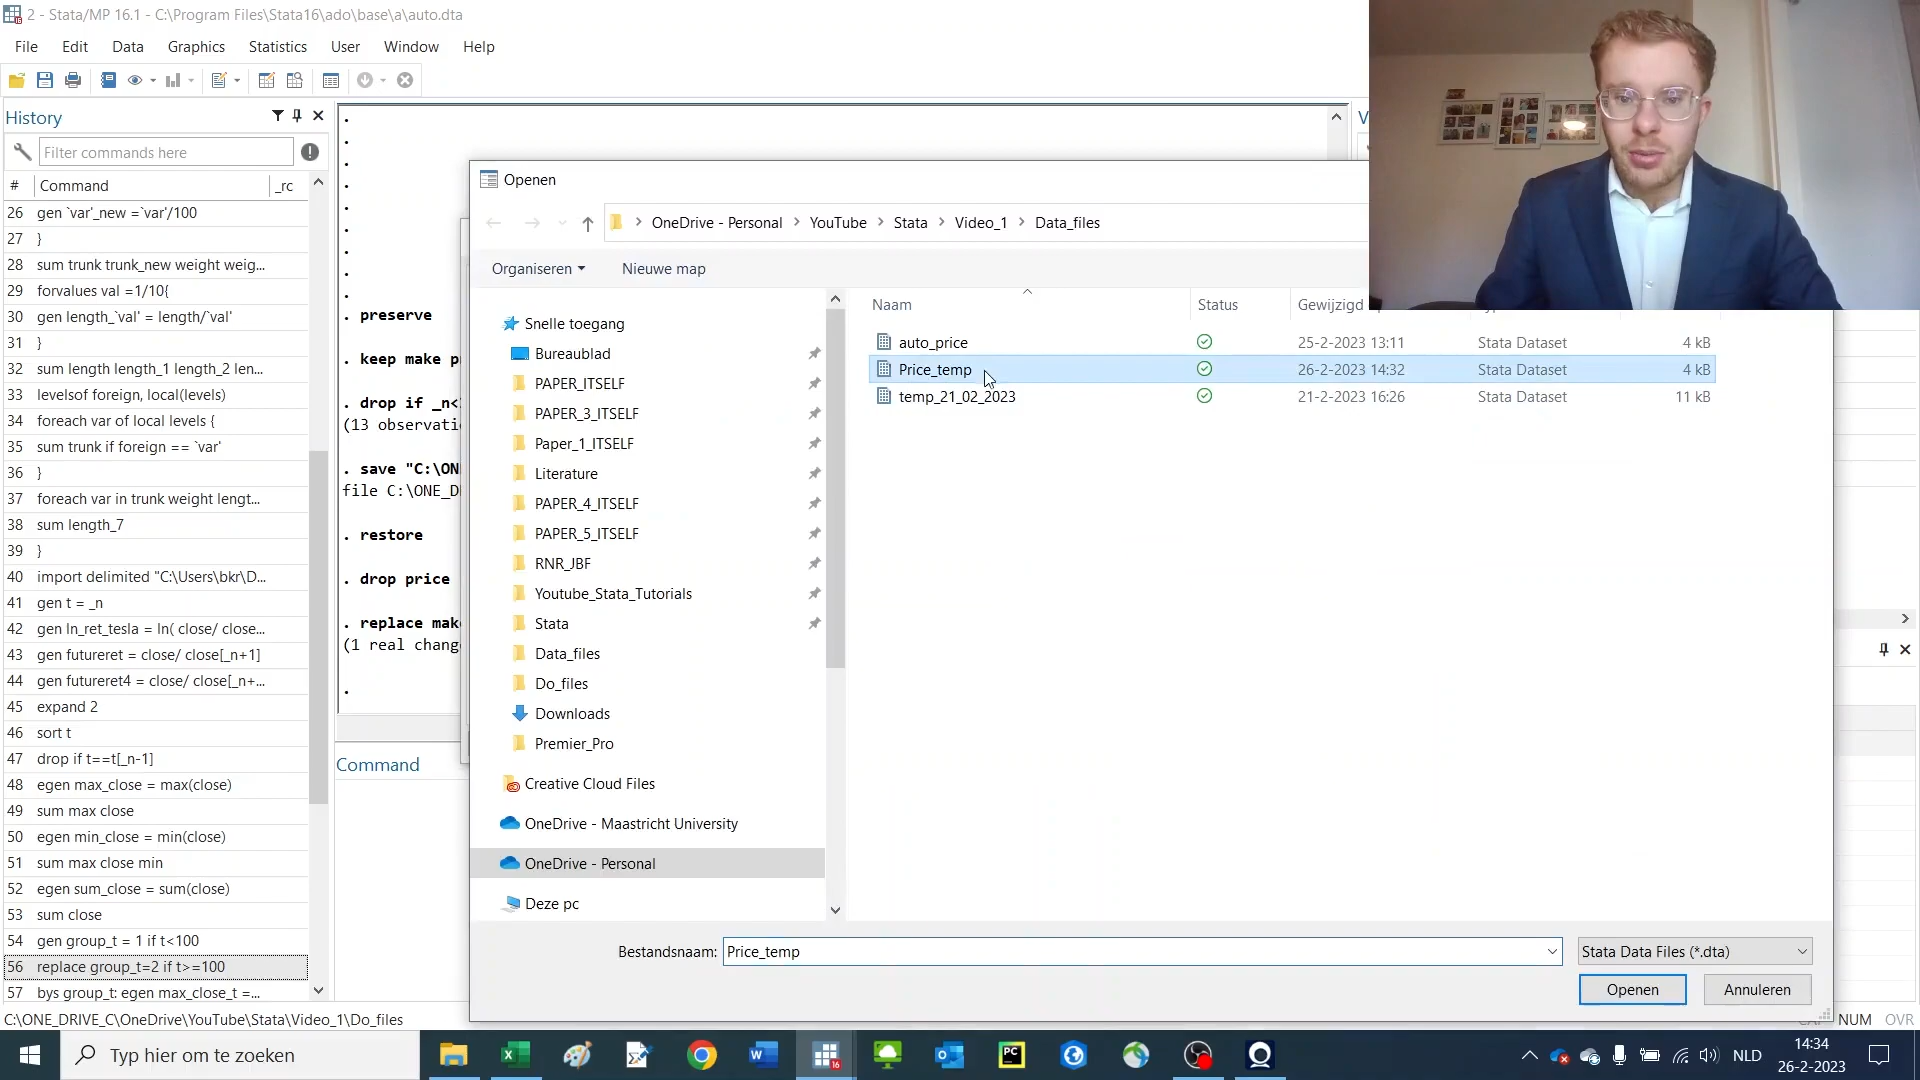 2 - Stata/MP 16.1 - C:\Program Files\Stata16\ado\base\a\auto.dta
File Edit Data Graphics Statistics User Window Help
History
Filter commands here
# Command _rc
26 gen `var'_new =`var'/100
27 }
28 sum trunk trunk_new weight weig...
29 forvalues val =1/10{
30 gen length_`val' = length/`val'
31 }
32 sum length length_1 length_2 len...
33 levelsof foreign, local(levels)
34 foreach var of local levels {
35 sum trunk if foreign == `var'
36 }
37 foreach var in trunk weight lengt...
38 sum length_7
39 }
40 import delimited "C:\Users\bkr\D...
41 gen t = _n
42 gen ln_ret_tesla = ln( close/ close...
43 gen futureret = close/ close[_n+1]
44 gen futureret4 = close/ close[_n+...
45 expand 2
46 sort t
47 drop if t==t[_n-1]
48 egen max_close = max(close)
49 sum max close
50 egen min_close = min(close)
51 sum max close min
52 egen sum_close = sum(close)
53 sum close
54 gen group_t = 1 if t<100
56 replace group_t=2 if t>=100
57 bys group_t: egen max_close_t =...
.
.
.
.
.
.
.
.
.
. preserve
. keep make p
. drop if _n<
(13 observati
. save "C:\ON
file C:\ONE_D
. restore
. drop price
. replace mak
(1 real chang
.
Command
V
Openen
OneDrive - Personal > YouTube > Stata > Video_1 > Data_files
Organiseren Nieuwe map
Snelle toegang
Bureaublad
PAPER_ITSELF
PAPER_3_ITSELF
Paper_1_ITSELF
Literature
PAPER_4_ITSELF
PAPER_5_ITSELF
RNR_JBF
Youtube_Stata_Tutorials
Stata
Data_files
Do_files
Downloads
Premier_Pro
Creative Cloud Files
OneDrive - Maastricht University
OneDrive - Personal
Deze pc
Naam Status Gewijzigd
auto_price 25-2-2023 13:11 Stata Dataset 4 kB
Price_temp 26-2-2023 14:32 Stata Dataset 4 kB
temp_21_02_2023 21-2-2023 16:26 Stata Dataset 11 kB
Bestandsnaam: Price_temp Stata Data Files (*.dta)
Openen Annuleren
C:\ONE_DRIVE_C\OneDrive\YouTube\Stata\Video_1\Do_files
CAP NUM OVR
Typ hier om te zoeken
16
PC
NLD
14:34
26-2-2023